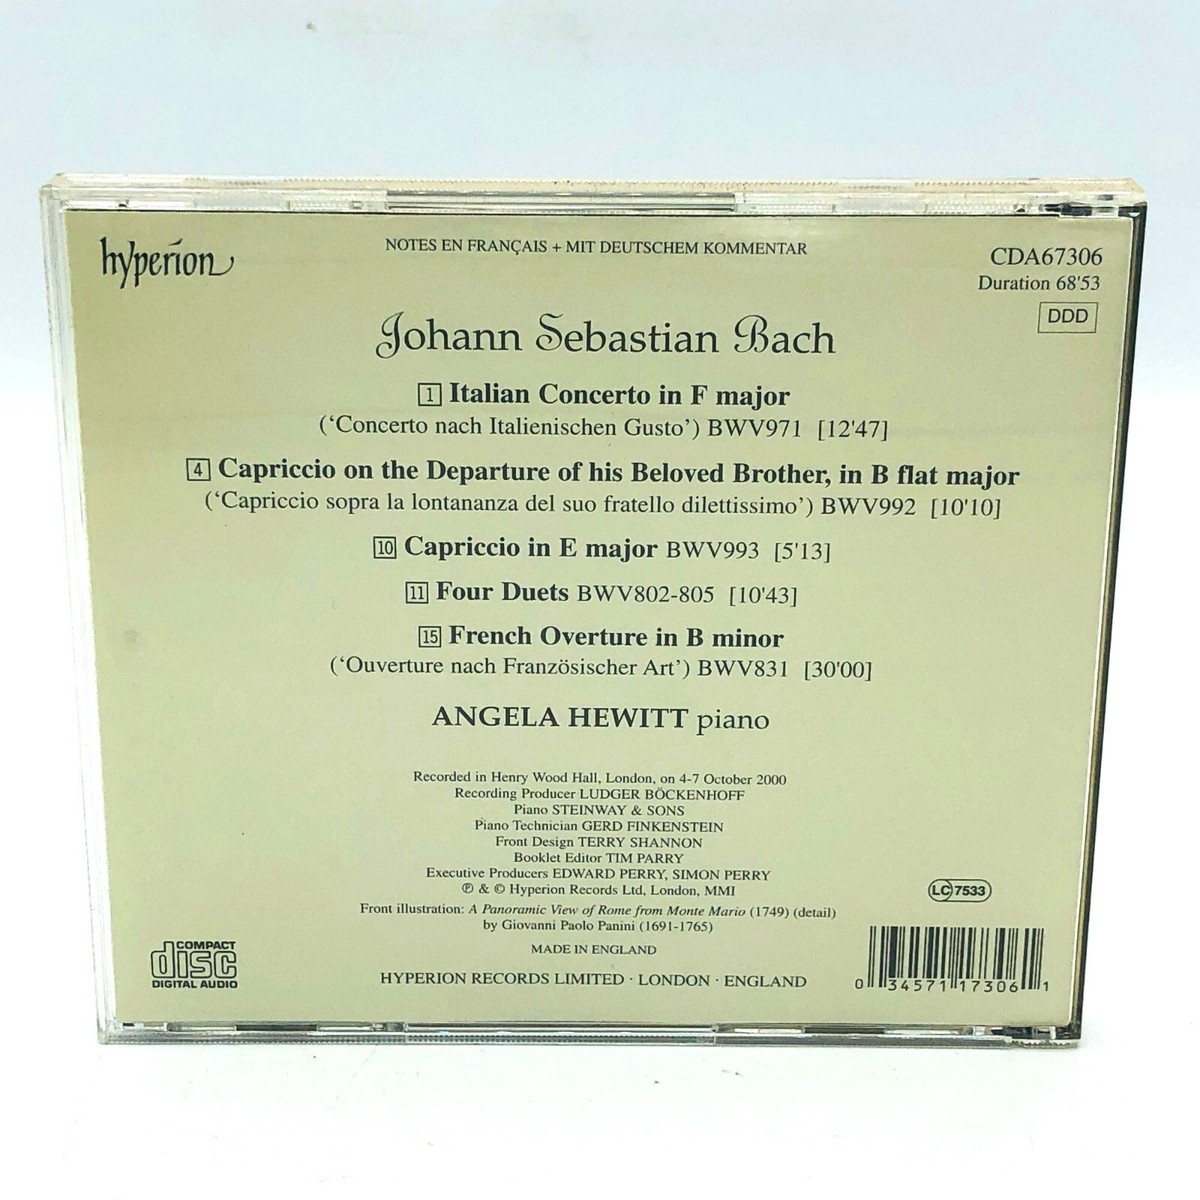 hyperion
NOTES EN FRANÇAIS + MIT DEUTSCHEM KOMMENTAR
CDA67306
Duration 68'53
DDD
Johann Sebastian Bach
1 Italian Concerto in F major
(‘Concerto nach Italienischen Gusto’) BWV971 [12'47]
4 Capriccio on the Departure of his Beloved Brother, in B flat major
(‘Capriccio sopra la lontananza del suo fratello dilettissimo’) BWV992 [10'10]
10 Capriccio in E major BWV993 [5'13]
11 Four Duets BWV802-805 [10'43]
15 French Overture in B minor
(‘Ouverture nach Französischer Art’) BWV831 [30'00]
ANGELA HEWITT piano
Recorded in Henry Wood Hall, London, on 4-7 October 2000
Recording Producer LUDGER BÖCKENHOFF
Piano STEINWAY & SONS
Piano Technician GERD FINKENSTEIN
Front Design TERRY SHANNON
Booklet Editor TIM PARRY
Executive Producers EDWARD PERRY, SIMON PERRY
℗ & © Hyperion Records Ltd, London, MMI
LC 7533
Front illustration: A Panoramic View of Rome from Monte Mario (1749) (detail)
by Giovanni Paolo Panini (1691-1765)
MADE IN ENGLAND
HYPERION RECORDS LIMITED · LONDON · ENGLAND
COMPACT
disc
DIGITAL AUDIO
0 34571 17306 1